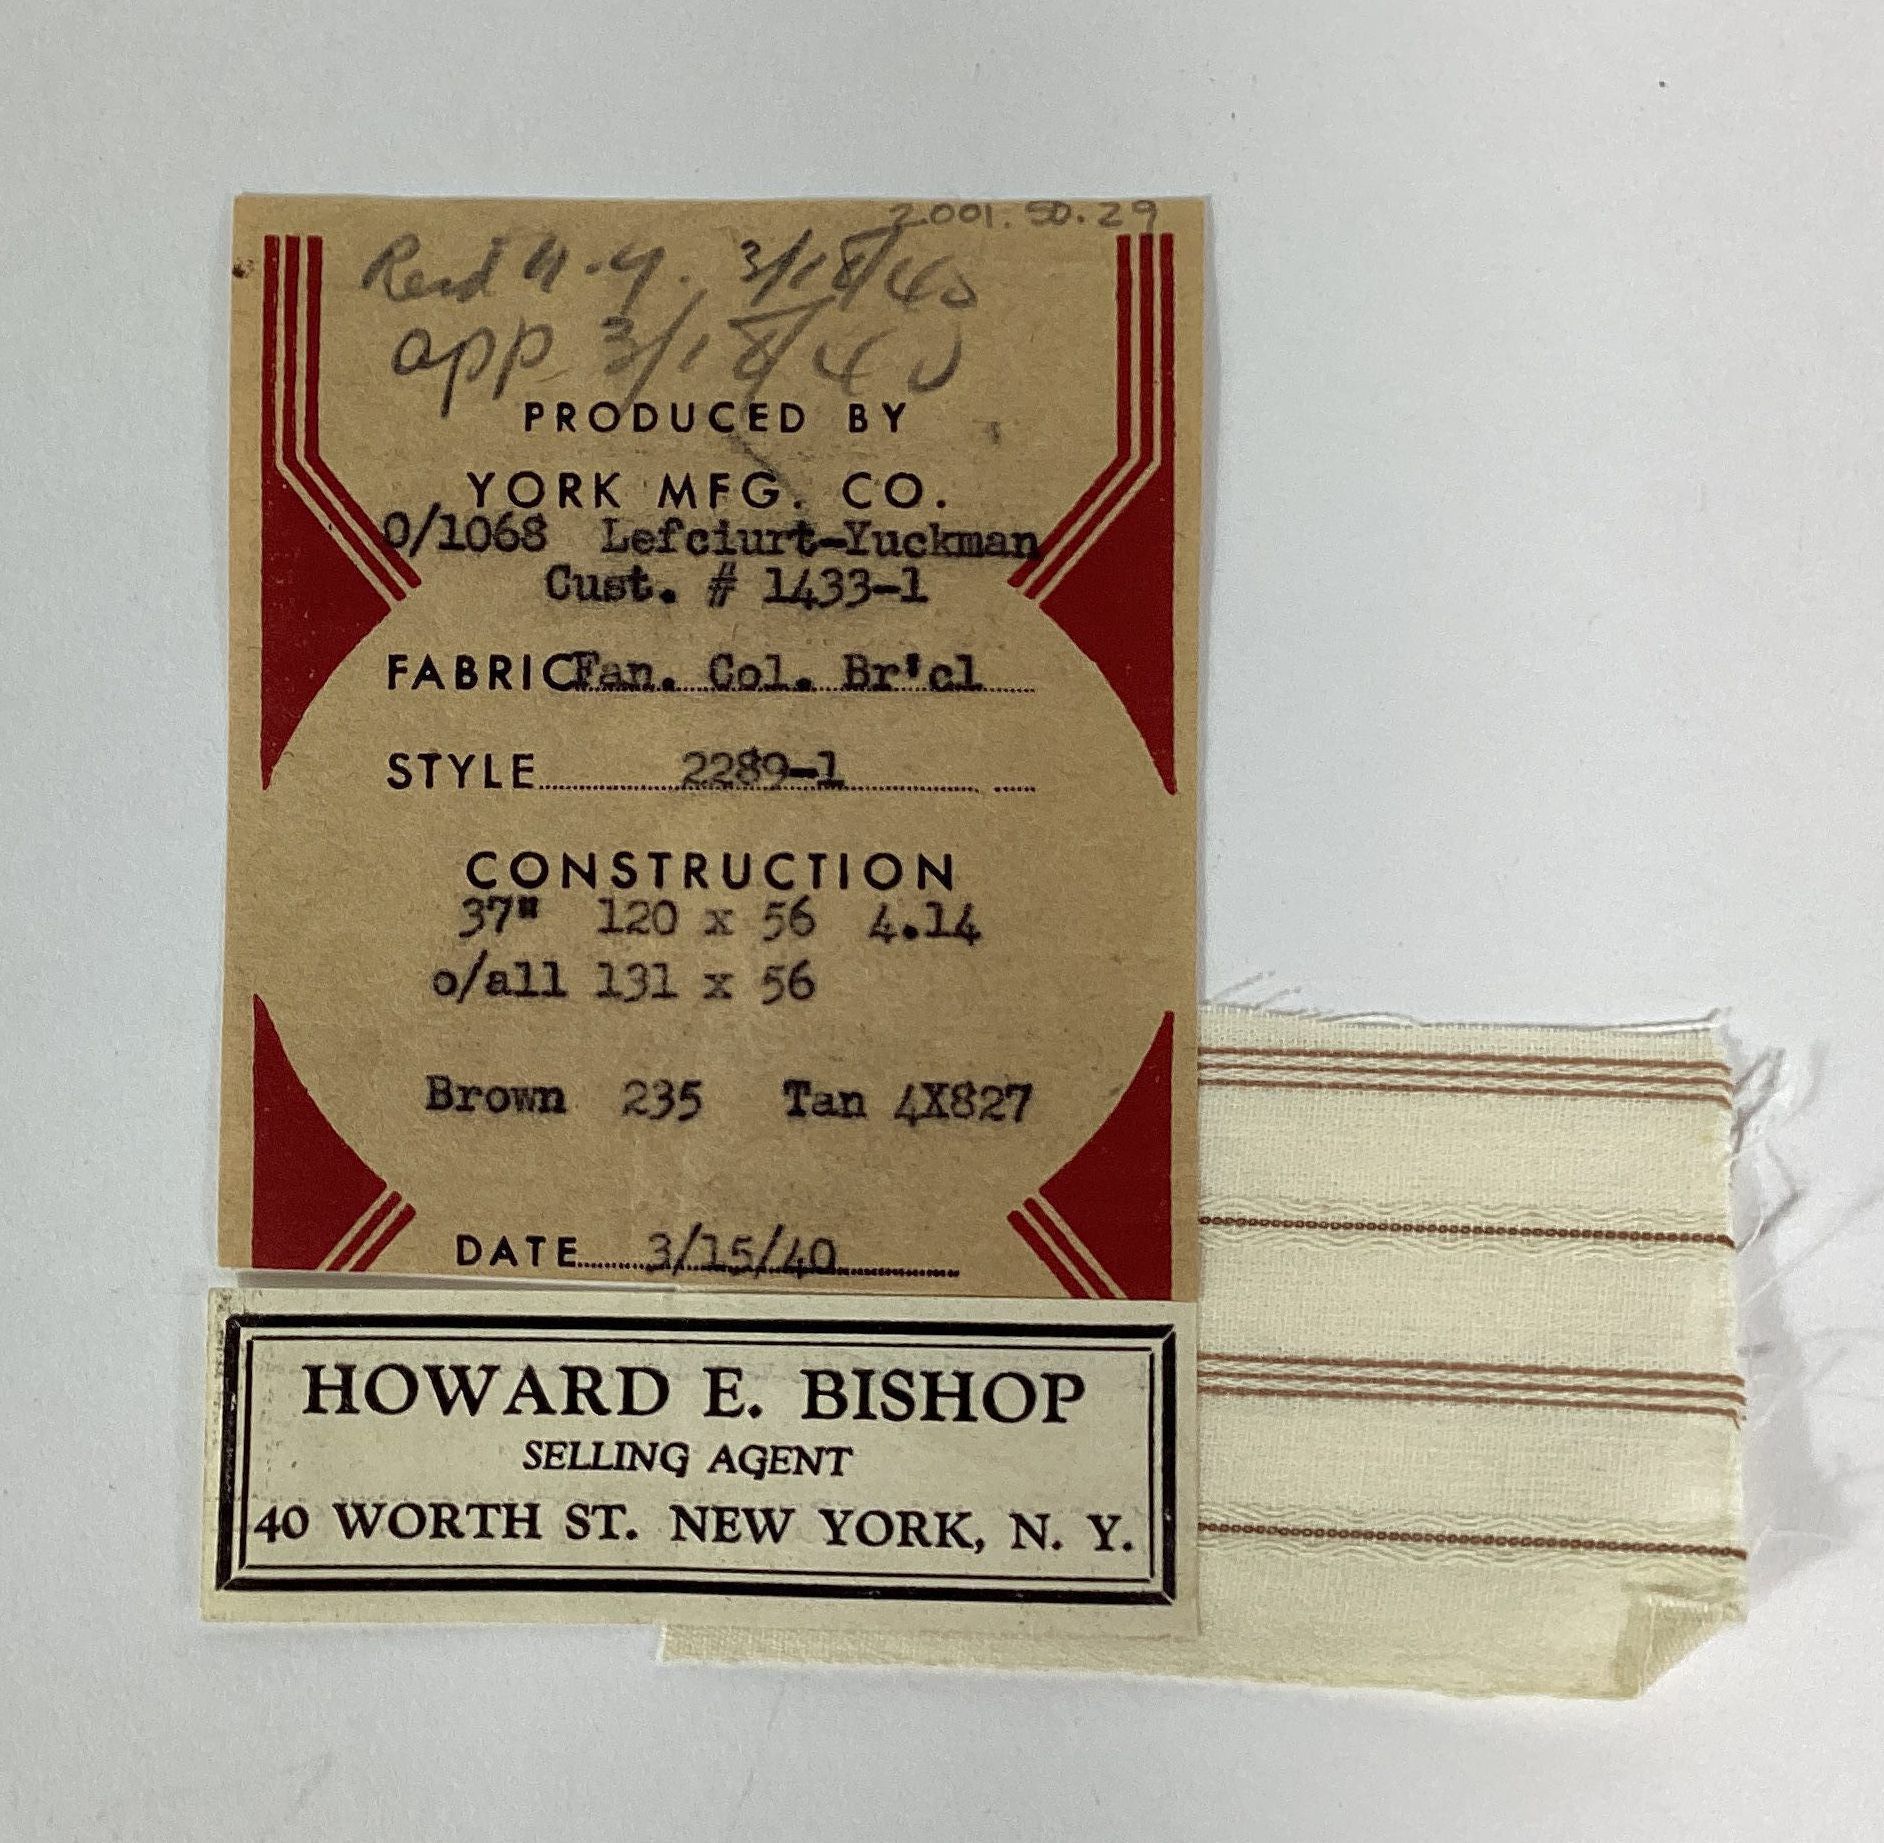 2001.50.29
Rec'd N.Y. 3/18/40
app 3/18/40
PRODUCED BY
YORK MFG. CO.
0/1068 Lefciurt-Yuckman
Cust. # 1433-1
FABRIC Fan. Col. Br'cl
STYLE 2289-1
CONSTRUCTION
37" 120 x 56 4.14
o/all 131 x 56
Brown 235 Tan 4X827
DATE 3/15/40
HOWARD E. BISHOP
SELLING AGENT
40 WORTH ST. NEW YORK, N. Y.